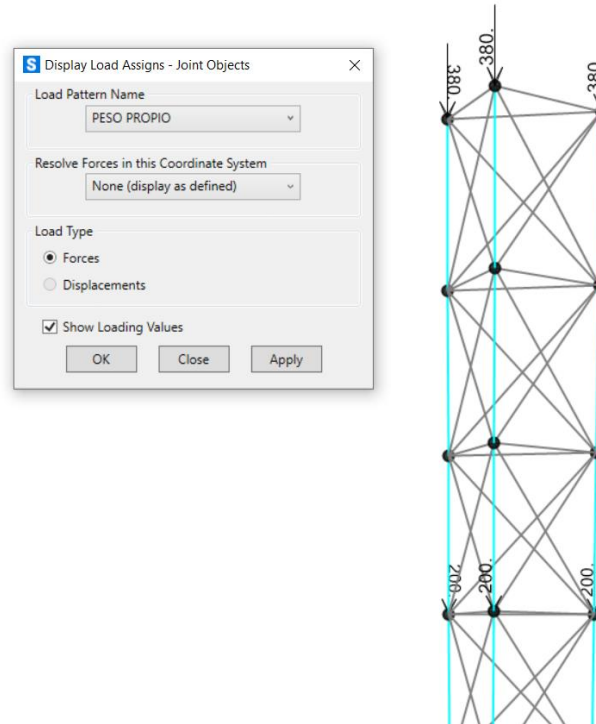 S Display Load Assigns - Joint Objects
Load Pattern Name
PESO PROPIO
Resolve Forces in this Coordinate System
None (display as defined)
Load Type
Forces
Displacements
Show Loading Values
OK Close Apply
380.
380.
380
200.
200.
200.